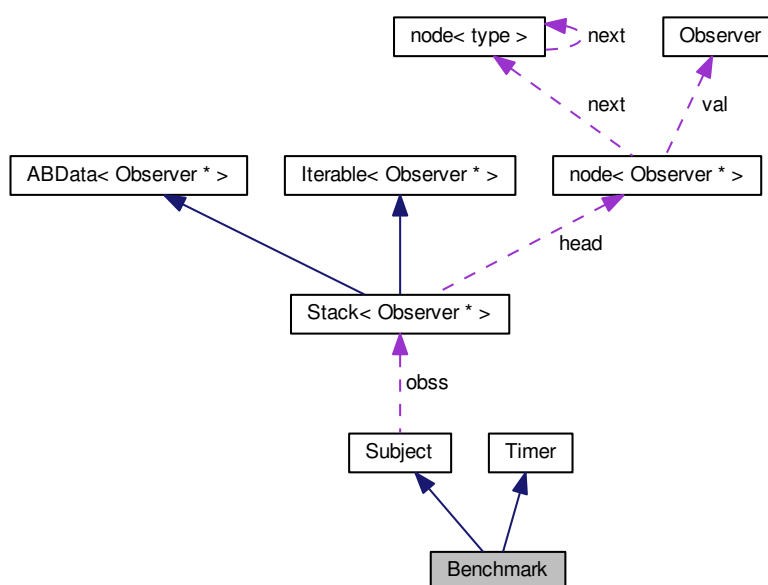 node< type >
next
Observer
next
val
ABData< Observer * >
Iterable< Observer * >
node< Observer * >
head
Stack< Observer * >
obss
Subject
Timer
Benchmark